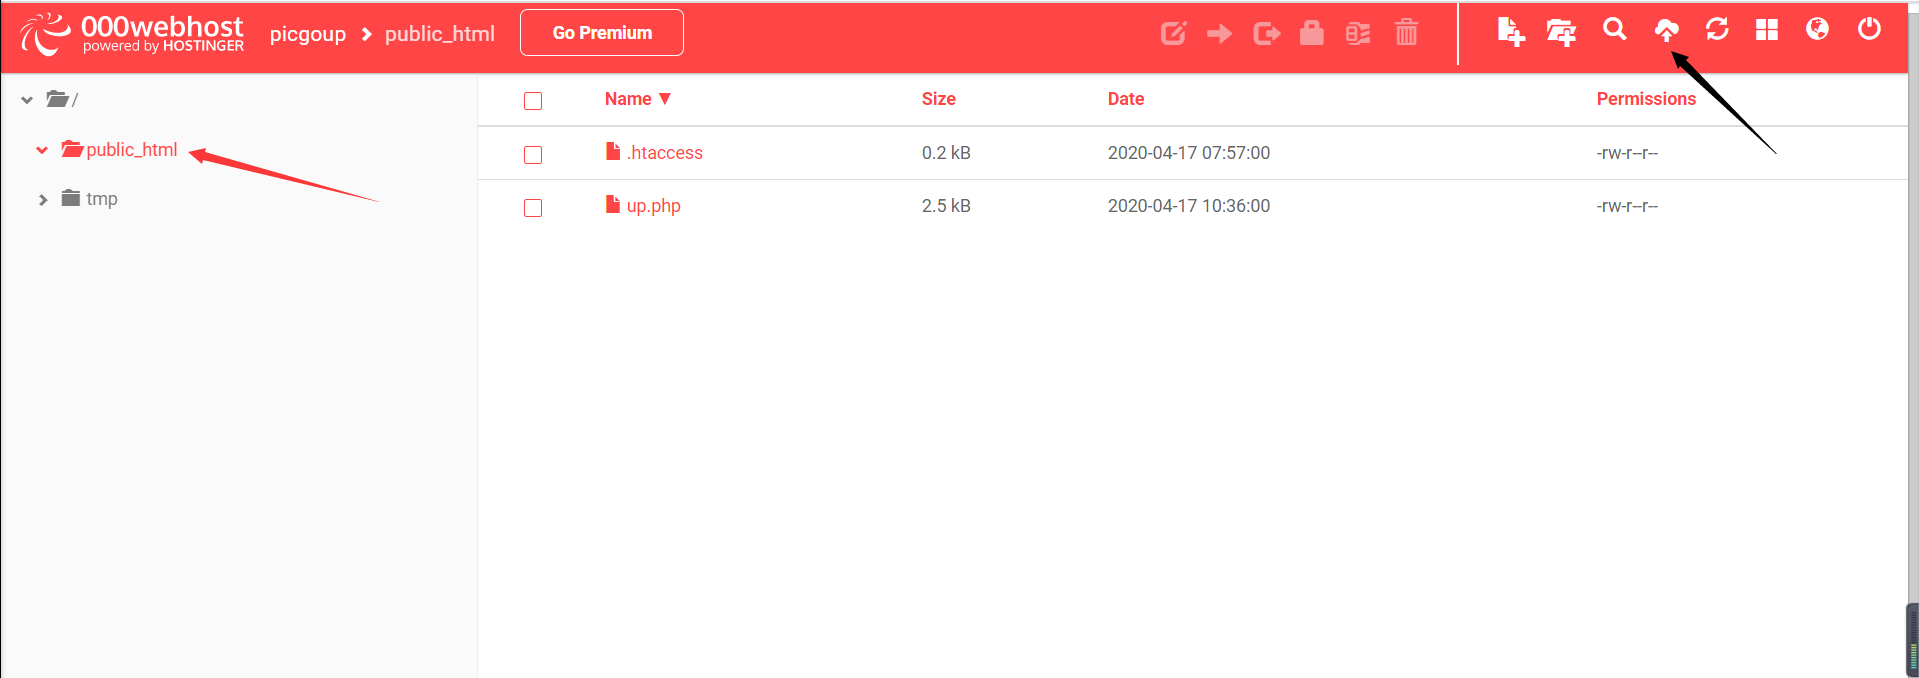 000webhost
powered by HOSTINGER
picgoup > public_html
Go Premium
/
public_html
tmp
Name ▼ Size Date Permissions
.htaccess 0.2 kB 2020-04-17 07:57:00 -rw-r--r--
up.php 2.5 kB 2020-04-17 10:36:00 -rw-r--r--